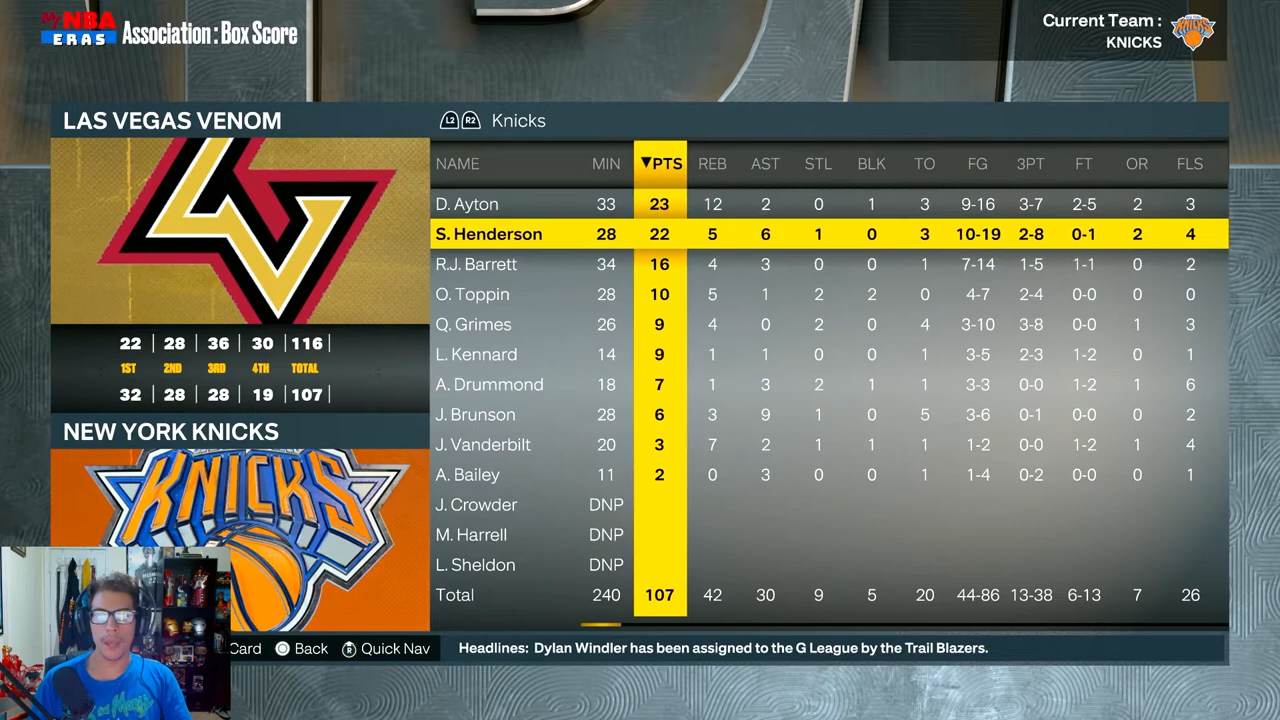 MyNBA
ERAS
Association : Box Score
Current Team :
KNICKS
KNICKS
LAS VEGAS VENOM
22 | 28 | 36 | 30 | 116 |
1ST 2ND 3RD 4TH TOTAL
32 | 28 | 28 | 19 | 107 |
NEW YORK KNICKS
KNICKS
L2 R2 Knicks
NAME MIN ▼PTS REB AST STL BLK TO FG 3PT FT OR FLS
D. Ayton 33 23 12 2 0 1 3 9-16 3-7 2-5 2 3
S. Henderson 28 22 5 6 1 0 3 10-19 2-8 0-1 2 4
R.J. Barrett 34 16 4 3 0 0 1 7-14 1-5 1-1 0 2
O. Toppin 28 10 5 1 2 2 0 4-7 2-4 0-0 0 0
Q. Grimes 26 9 4 0 2 0 4 3-10 3-8 0-0 1 3
L. Kennard 14 9 1 1 0 0 1 3-5 2-3 1-2 0 1
A. Drummond 18 7 1 3 2 1 1 3-3 0-0 1-2 1 6
J. Brunson 28 6 3 9 1 0 5 3-6 0-1 0-0 0 2
J. Vanderbilt 20 3 7 2 1 1 1 1-2 0-0 1-2 1 4
A. Bailey 11 2 0 3 0 0 1 1-4 0-2 0-0 0 1
J. Crowder DNP
M. Harrell DNP
L. Sheldon DNP
Total 240 107 42 30 9 5 20 44-86 13-38 6-13 7 26
Card Back R Quick Nav
Headlines: Dylan Windler has been assigned to the G League by the Trail Blazers.